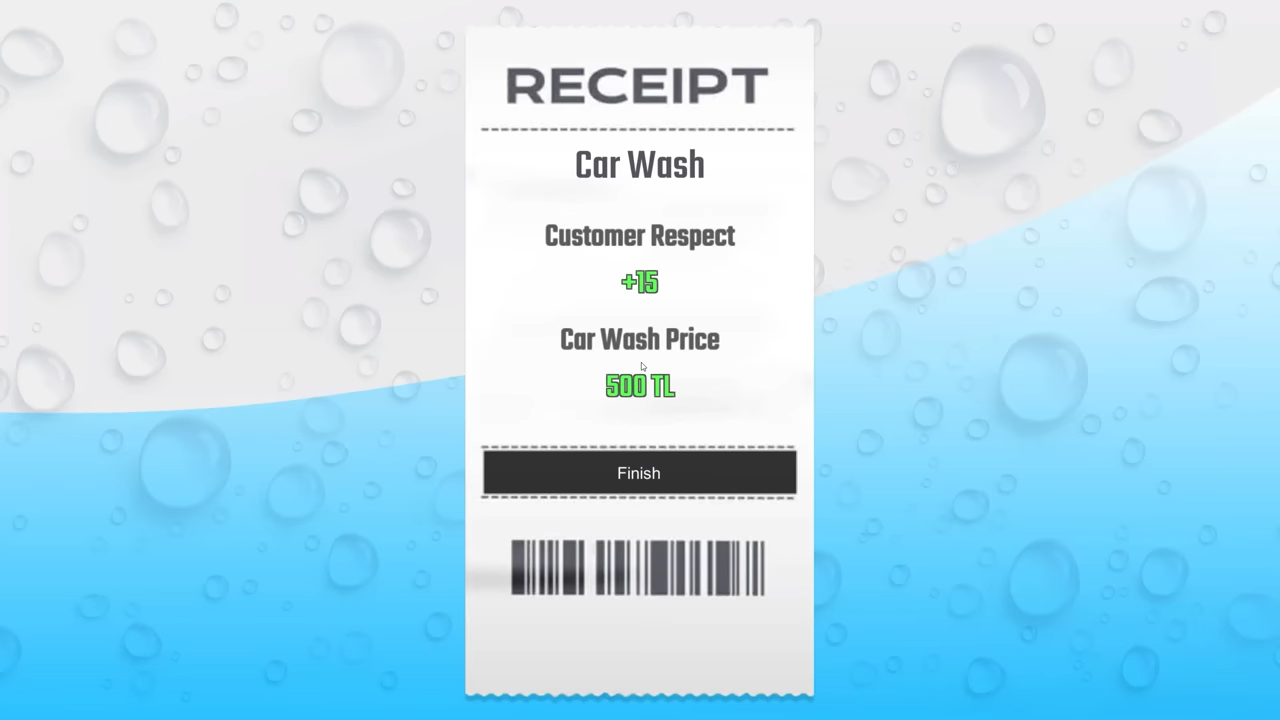 RECEIPT
Car Wash
Customer Respect
+15
Car Wash Price
500 TL
Finish